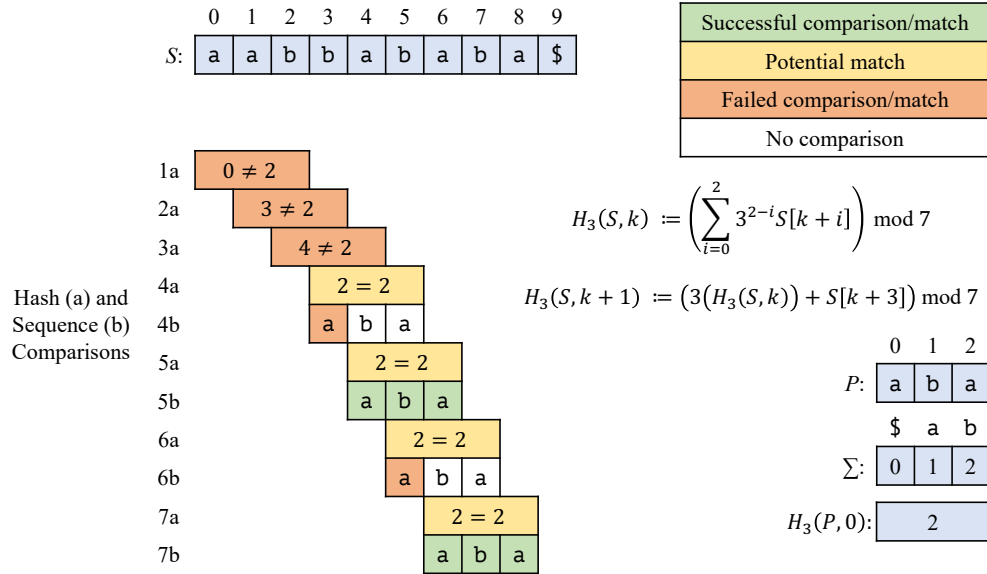 0 1 2 3 4 5 6 7 8 9
S: a a b b a b a b a $
Successful comparison/match
Potential match
Failed comparison/match
No comparison
Hash (a) and
Sequence (b)
Comparisons
1a 0 ≠ 2
2a 3 ≠ 2
3a 4 ≠ 2
4a 2 = 2
4b a b a
5a 2 = 2
5b a b a
6a 2 = 2
6b a b a
7a 2 = 2
7b a b a
H₃(S, k) ≔ (∑_{i=0}^{2} 3^{2−i}S[k + i]) mod 7
H₃(S, k + 1) ≔ (3(H₃(S, k)) + S[k + 3]) mod 7
0 1 2
P: a b a
$ a b
Σ: 0 1 2
H₃(P, 0): 2